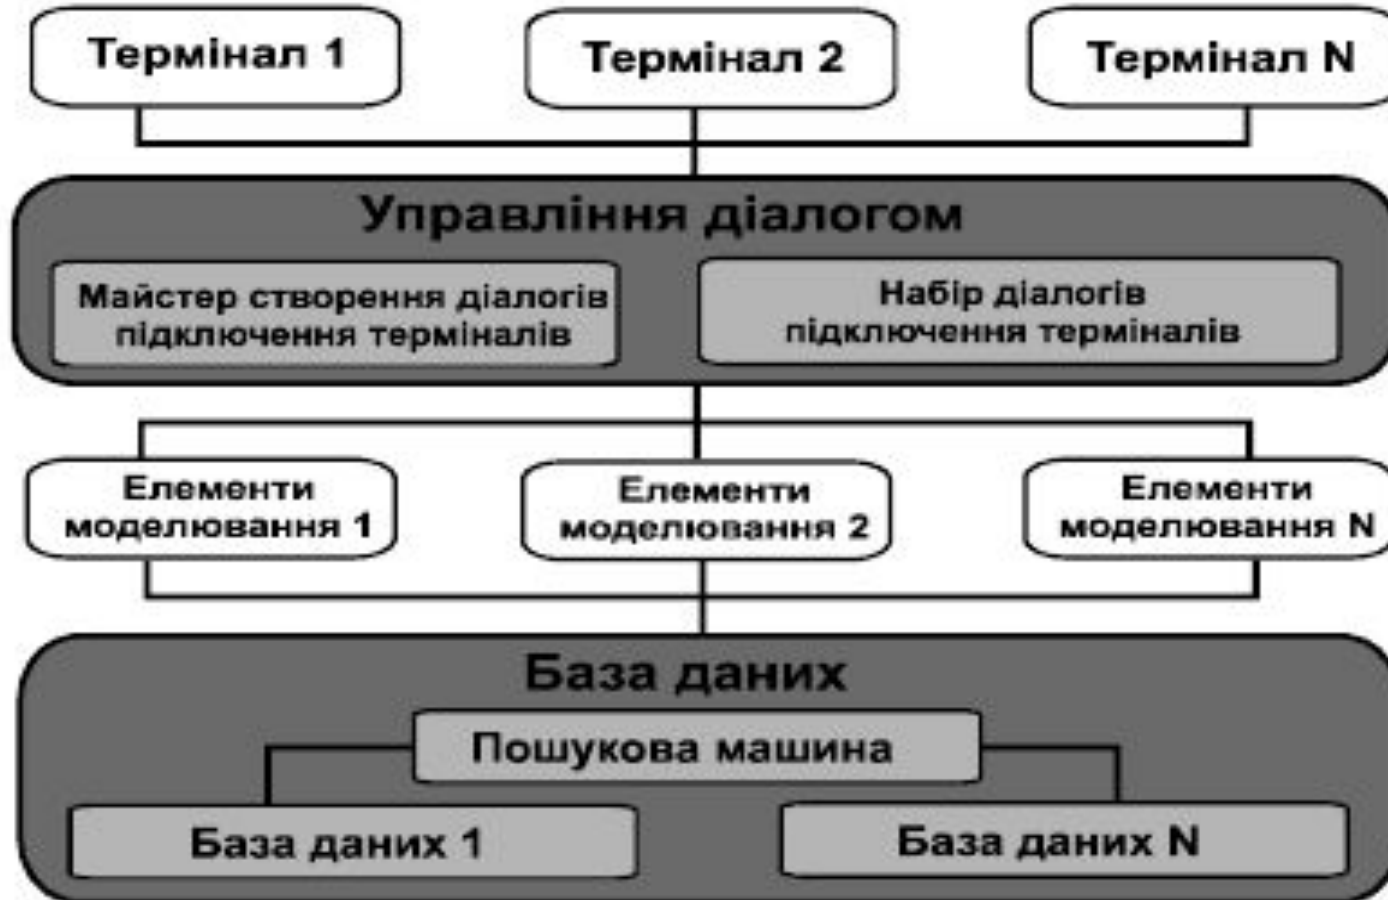 Термінал 1
Термінал 2
Термінал N
Управління діалогом
Майстер створення діалогів
підключення терміналів
Набір діалогів
підключення терміналів
Елементи
моделювання 1
Елементи
моделювання 2
Елементи
моделювання N
База даних
Пошукова машина
База даних 1
База даних N